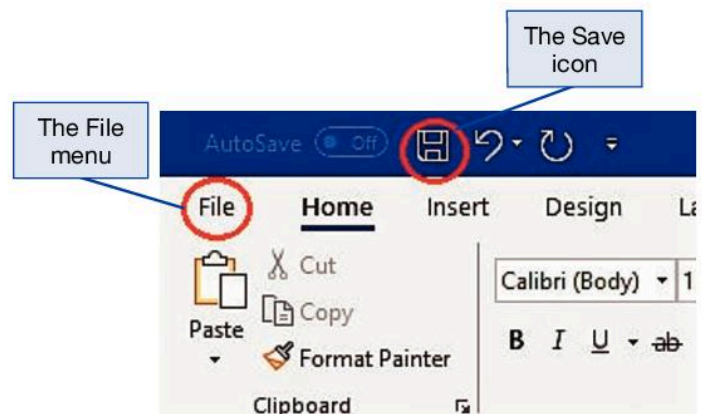 The Save
icon
The File
menu
AutoSave Off
File Home Insert Design La
Cut
Calibri (Body) 1
Copy
Paste
B I U ab
Format Painter
Clipboard